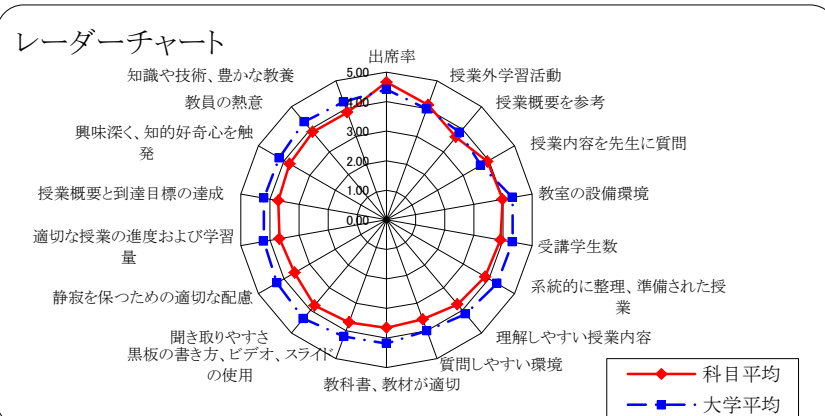 レーダーチャート
出席率
授業外学習活動
授業概要を参考
授業内容を先生に質問
教室の設備環境
受講学生数
系統的に整理、準備された授
業
理解しやすい授業内容
質問しやすい環境
教科書、教材が適切
黒板の書き方、ビデオ、スライド
の使用
聞き取りやすさ
静寂を保つための適切な配慮
適切な授業の進度および学習
量
授業概要と到達目標の達成
興味深く、知的好奇心を触
発
教員の熱意
知識や技術、豊かな教養
5.00
4.00
3.00
2.00
1.00
0.00
科目平均
大学平均